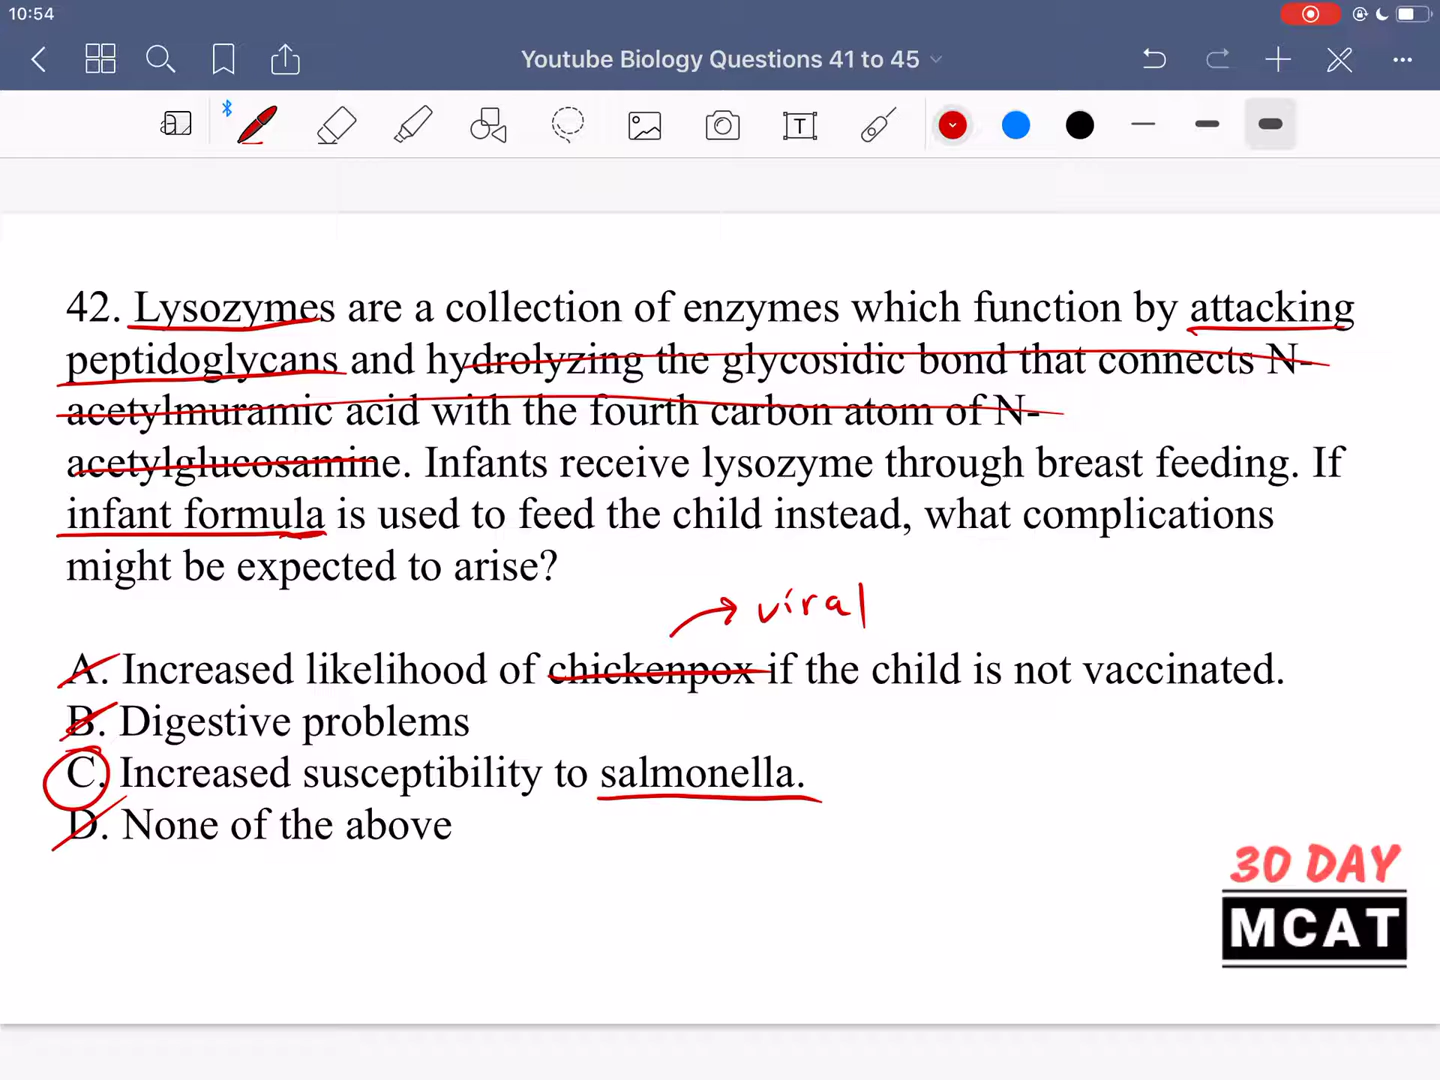 10:54
Youtube Biology Questions 41 to 45
T
42. Lysozymes are a collection of enzymes which function by attacking
peptidoglycans and hydrolyzing the glycosidic bond that connects N-
acetylmuramic acid with the fourth carbon atom of N-
acetylglucosamine. Infants receive lysozyme through breast feeding. If
infant formula is used to feed the child instead, what complications
might be expected to arise?
viral
A. Increased likelihood of chickenpox if the child is not vaccinated.
B. Digestive problems
C. Increased susceptibility to salmonella.
D. None of the above
30 DAY
MCAT